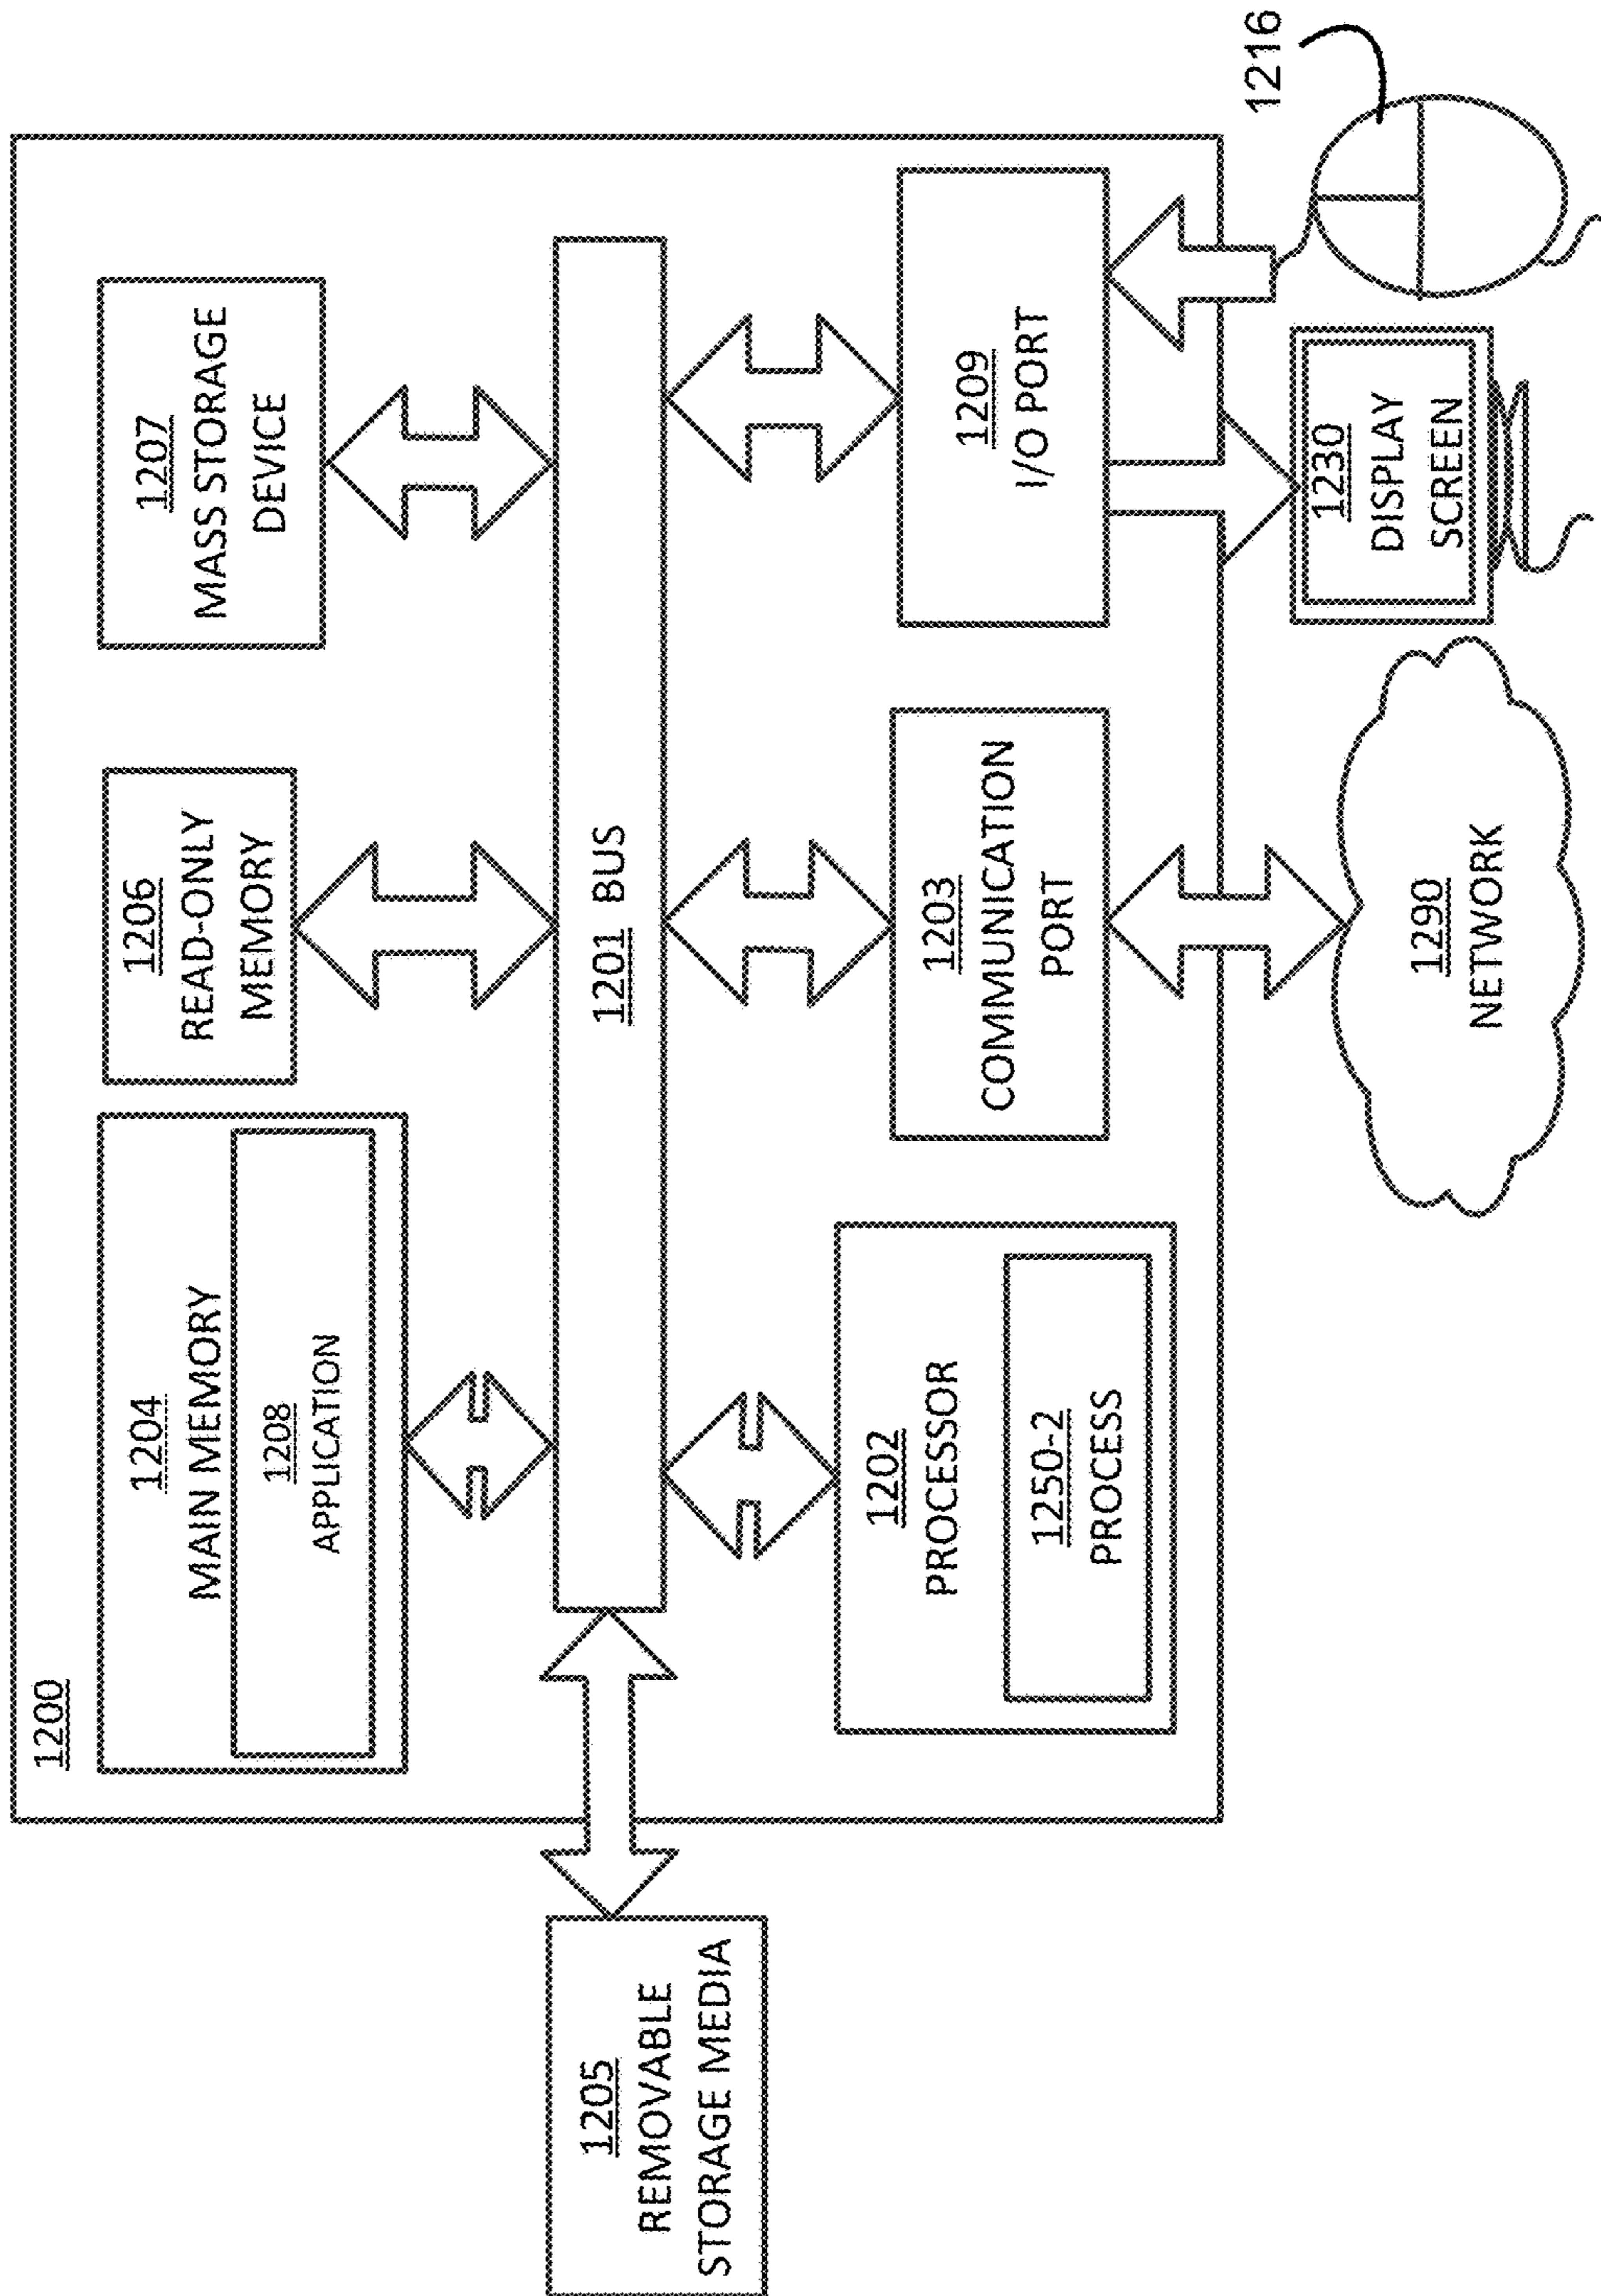 1200
1204
MAIN MEMORY
1208
APPLICATION
1206
READ-ONLY
MEMORY
1207
MASS STORAGE
DEVICE
1205
REMOVABLE
STORAGE MEDIA
1201 BUS
1202
PROCESSOR
1250-2
PROCESS
1203
COMMUNICATION
PORT
1209
I/O PORT
1290
NETWORK
1230
DISPLAY
SCREEN
1216